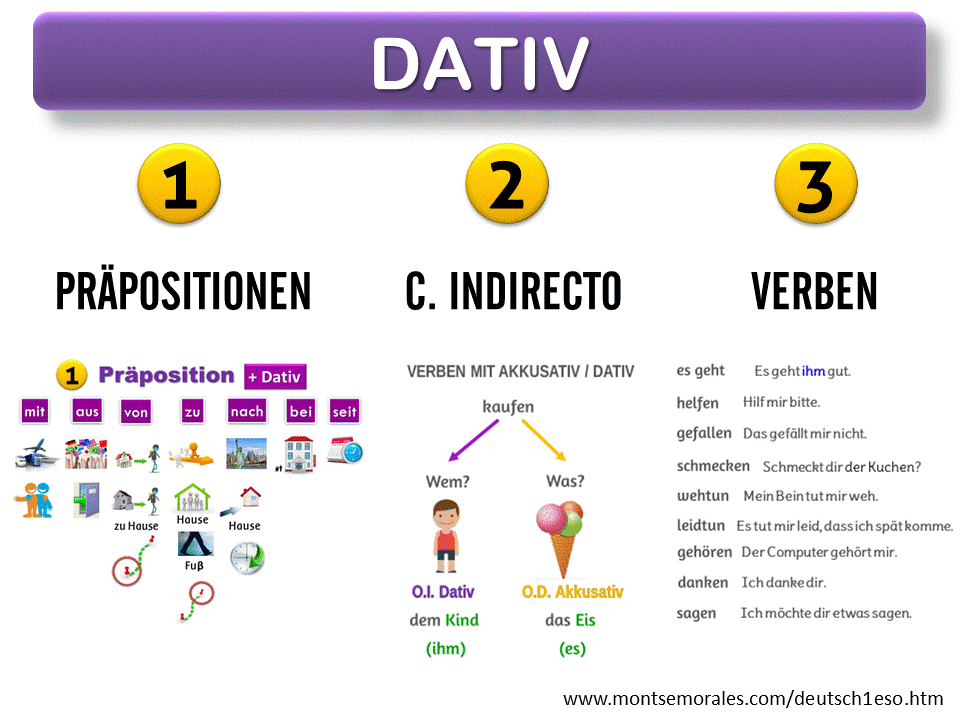 DATIV
1 2 3
PRÄPOSITIONEN C. INDIRECTO VERBEN
1 Präposition + Dativ
mit aus von zu nach bei seit
zu Hause Hause Hause
Fuβ
VERBEN MIT AKKUSATIV / DATIV
kaufen
Wem? Was?
O.I. Dativ O.D. Akkusativ
dem Kind das Eis
(ihm) (es)
es geht Es geht ihm gut.
helfen Hilf mir bitte.
gefallen Das gefällt mir nicht.
schmecken Schmeckt dir der Kuchen?
wehtun Mein Bein tut mir weh.
leidtun Es tut mir leid, dass ich spät komme.
gehören Der Computer gehört mir.
danken Ich danke dir.
sagen Ich möchte dir etwas sagen.
www.montsemorales.com/deutsch1eso.htm